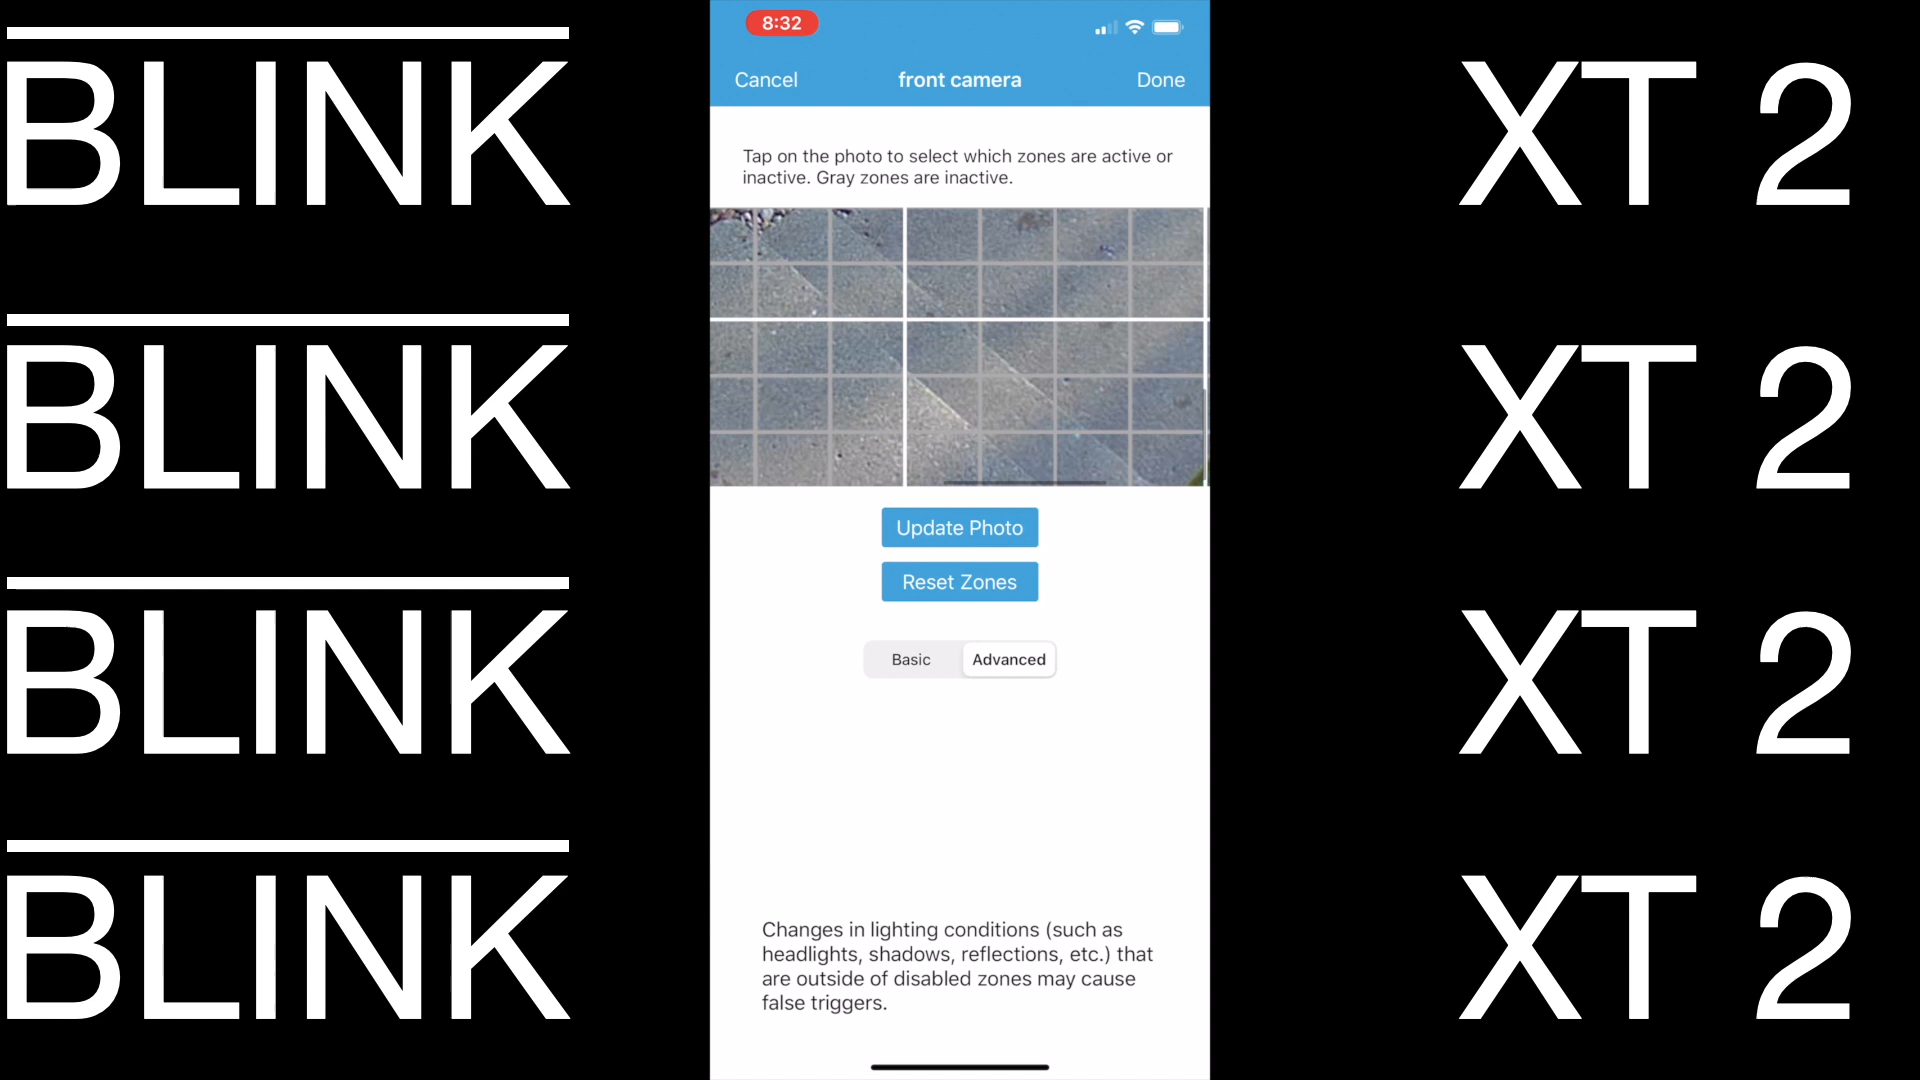 BLINK
BLINK
BLINK
BLINK
8:32
Cancel front camera Done
Tap on the photo to select which zones are active or
inactive. Gray zones are inactive.
Update Photo
Reset Zones
Basic Advanced
Changes in lighting conditions (such as
headlights, shadows, reflections, etc.) that
are outside of disabled zones may cause
false triggers.
XT 2
XT 2
XT 2
XT 2